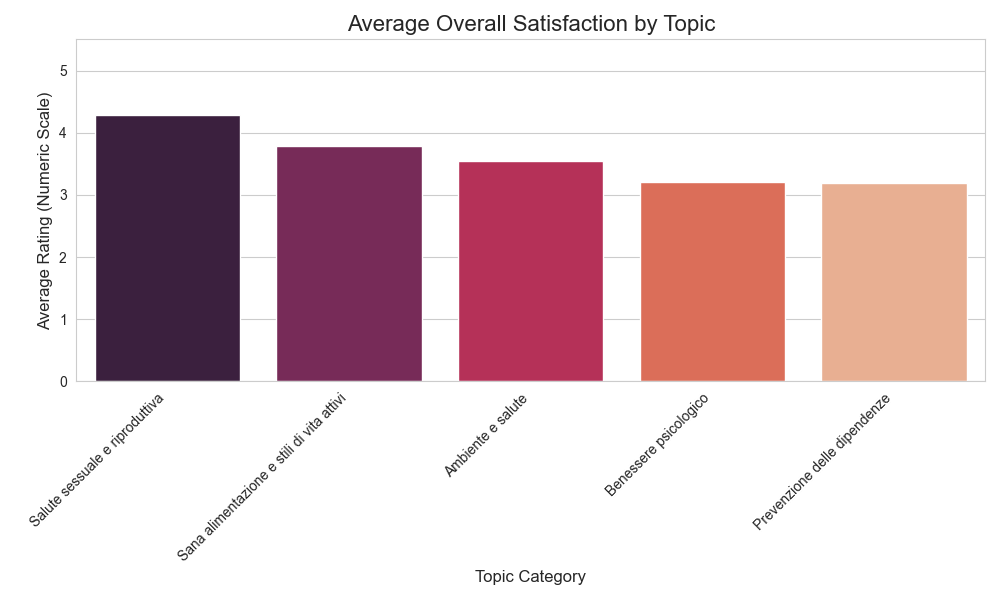 Average Overall Satisfaction by Topic
Average Rating (Numeric Scale)
5
4
3
2
1
0
Salute sessuale e riproduttiva
Sana alimentazione e stili di vita attivi
Ambiente e salute
Benessere psicologico
Prevenzione delle dipendenze
Topic Category